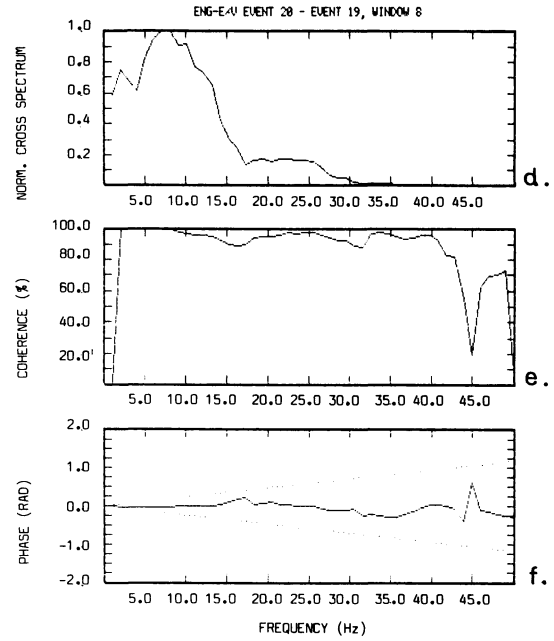 ENG-E/V EVENT 20 - EVENT 19, WINDOW 8
NORM. CROSS SPECTRUM
1.0
0.8
0.6
0.4
0.2
5.0 10.0 15.0 20.0 25.0 30.0 35.0 40.0 45.0
d.
COHERENCE (%)
100.0
80.0
60.0
40.0
20.0
5.0 10.0 15.0 20.0 25.0 30.0 35.0 40.0 45.0
e.
PHASE (RAD)
2.0
1.0
0.0
-1.0
-2.0
5.0 10.0 15.0 20.0 25.0 30.0 35.0 40.0 45.0
f.
FREQUENCY (Hz)